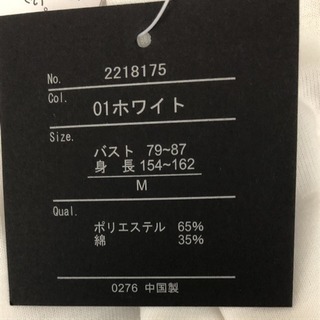 No. 2218175
Col.
01ホワイト
Size.
バスト 79~87
身 長 154~162
M
Qual.
ポリエステル 65%
綿 35%
0276 中国製